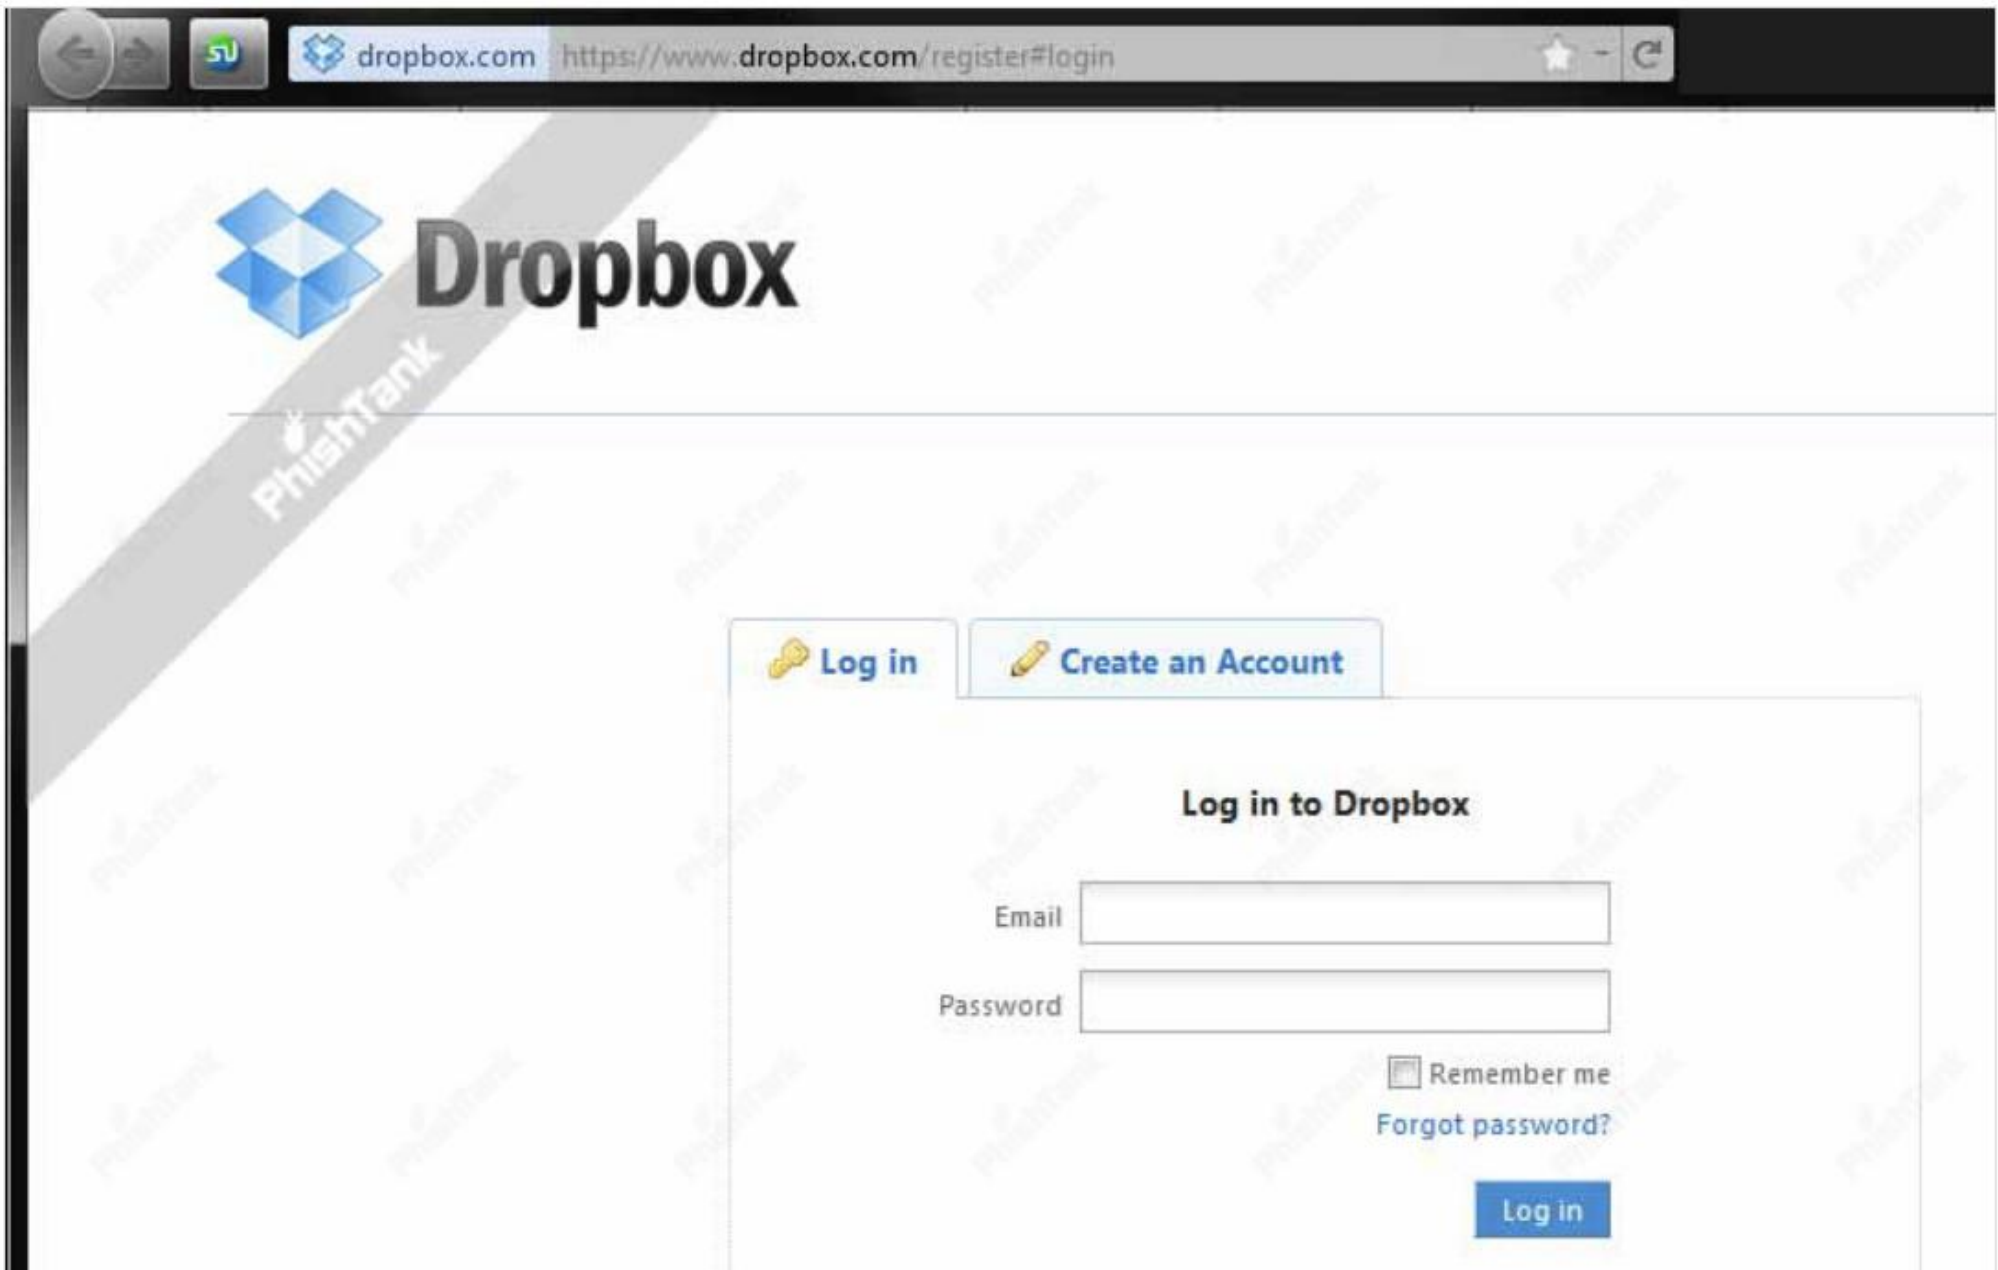 dropbox.com https://www.dropbox.com/register#login
Dropbox
PhishTank
Log in
Create an Account
Log in to Dropbox
Email
Password
Remember me
Forgot password?
Log in